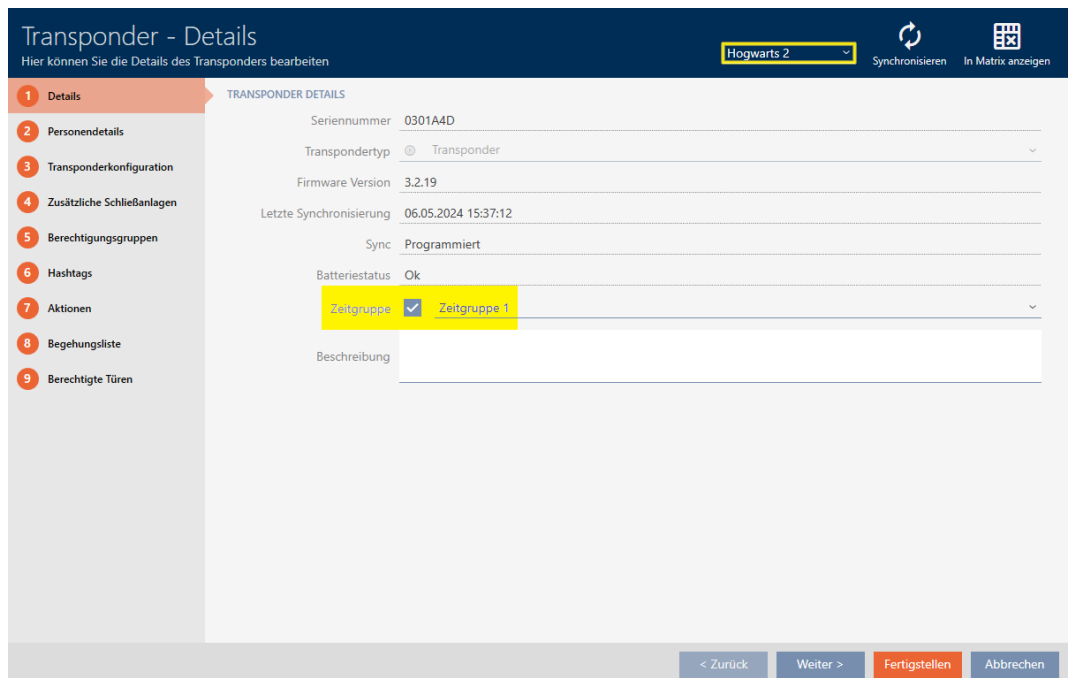 Transponder - Details
Hier können Sie die Details des Transponders bearbeiten
Hogwarts 2
Synchronisieren
In Matrix anzeigen
1 Details
2 Personendetails
3 Transponderkonfiguration
4 Zusätzliche Schließanlagen
5 Berechtigungsgruppen
6 Hashtags
7 Aktionen
8 Begehungsliste
9 Berechtigte Türen
TRANSPONDER DETAILS
Seriennummer 0301A4D
Transpondertyp Transponder
Firmware Version 3.2.19
Letzte Synchronisierung 06.05.2024 15:37:12
Sync Programmiert
Batteriestatus Ok
Zeitgruppe Zeitgruppe 1
Beschreibung
< Zurück
Weiter >
Fertigstellen
Abbrechen